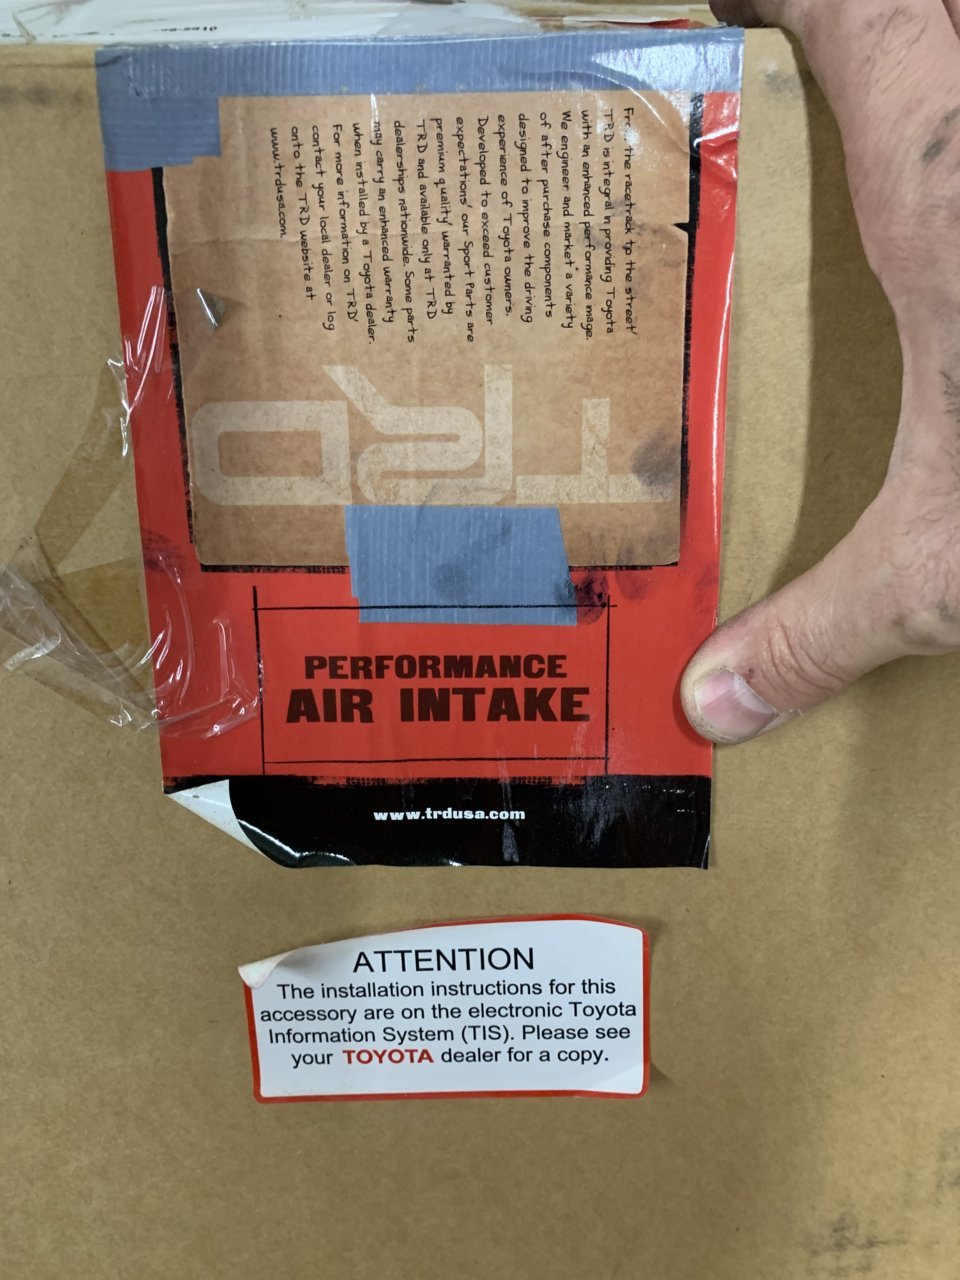 Fr... the racetrack to the street
TRD is integral in providing Toyota
with an enhanced performance image.
We engineer and market a variety
of after purchase components
designed to improve the driving
experience of Toyota owners.
Developed to exceed customer
expectations our Sport Parts are
premium quality warranted by
TRD and available only at TRD
dealerships nationwide. Some parts
may carry an enhanced warranty
when installed by a Toyota dealer.
For more information on TRD
contact your local dealer or log
onto the TRD website at
www.trdusa.com.
TRD
PERFORMANCE
AIR INTAKE
www.trdusa.com
ATTENTION
The installation instructions for this
accessory are on the electronic Toyota
Information System (TIS). Please see
your TOYOTA dealer for a copy.